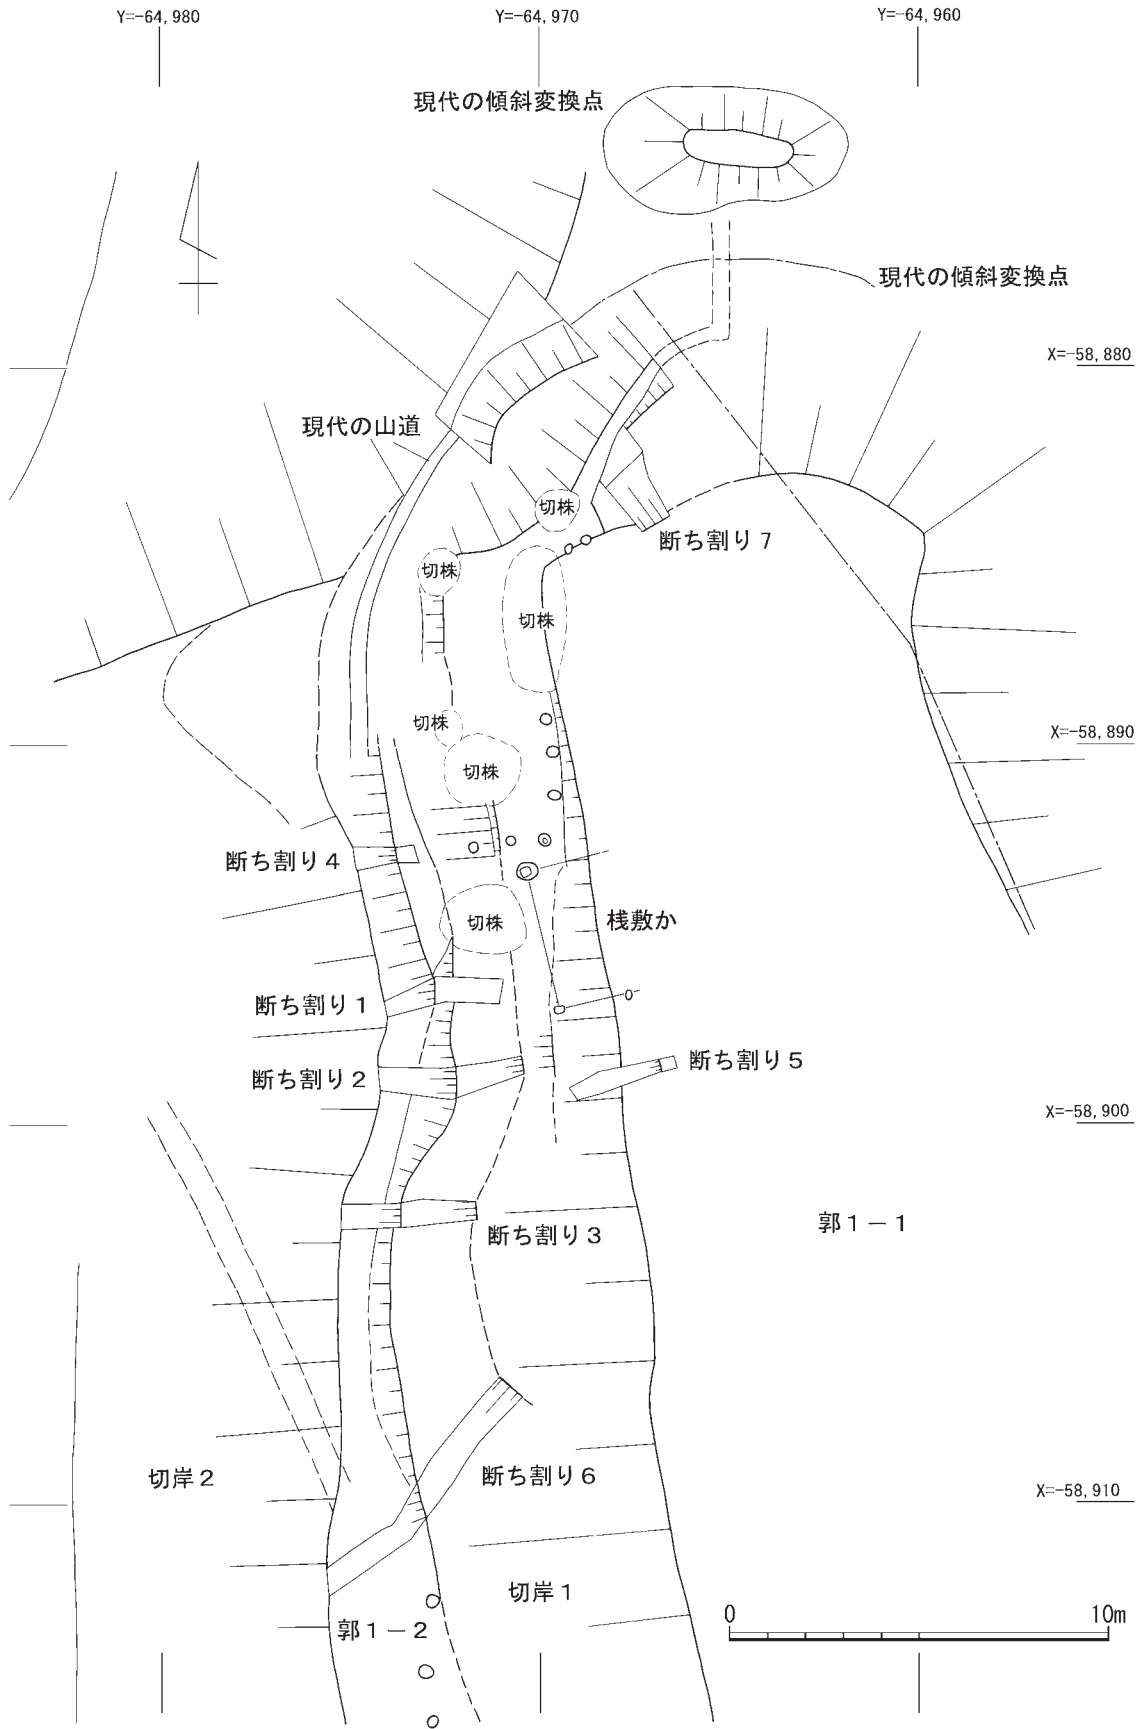 Y=-64,980
Y=-64,970
Y=-64,960
現代の傾斜変換点
現代の傾斜変換点
X=-58,880
現代の山道
切株
断ち割り7
切株
切株
切株
X=-58,890
切株
断ち割り4
切株
桟敷か
断ち割り1
断ち割り2
断ち割り5
X=-58,900
郭1-1
断ち割り3
切岸2
断ち割り6
X=-58,910
切岸1
0
10m
郭1-2